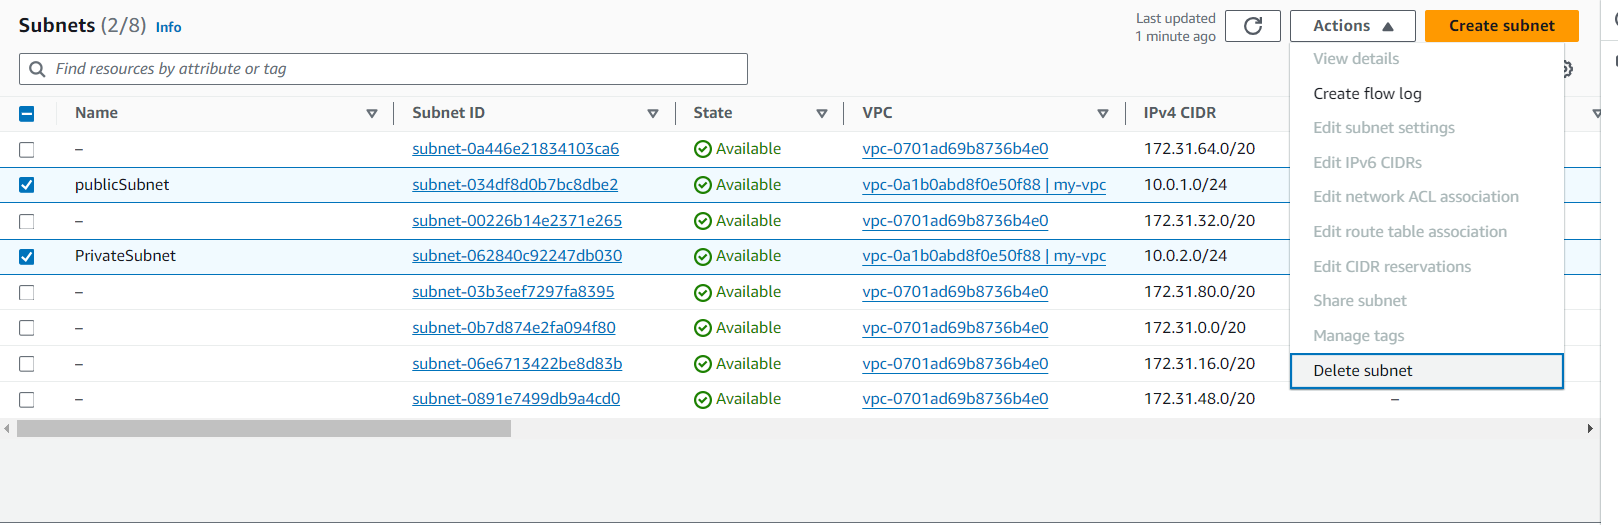 Subnets (2/8) Info
Last updated
1 minute ago
Actions
Create subnet
Find resources by attribute or tag
View details
Create flow log
Edit subnet settings
Edit IPv6 CIDRs
Edit network ACL association
Edit route table association
Edit CIDR reservations
Share subnet
Manage tags
Delete subnet
Name Subnet ID State VPC IPv4 CIDR
– subnet-0a446e21834103ca6 Available vpc-0701ad69b8736b4e0 172.31.64.0/20
publicSubnet subnet-034df8d0b7bc8dbe2 Available vpc-0a1b0abd8f0e50f88 | my-vpc 10.0.1.0/24
– subnet-00226b14e2371e265 Available vpc-0701ad69b8736b4e0 172.31.32.0/20
PrivateSubnet subnet-062840c92247db030 Available vpc-0a1b0abd8f0e50f88 | my-vpc 10.0.2.0/24
– subnet-03b3eef7297fa8395 Available vpc-0701ad69b8736b4e0 172.31.80.0/20
– subnet-0b7d874e2fa094f80 Available vpc-0701ad69b8736b4e0 172.31.0.0/20
– subnet-06e6713422be8d83b Available vpc-0701ad69b8736b4e0 172.31.16.0/20
– subnet-0891e7499db9a4cd0 Available vpc-0701ad69b8736b4e0 172.31.48.0/20 –